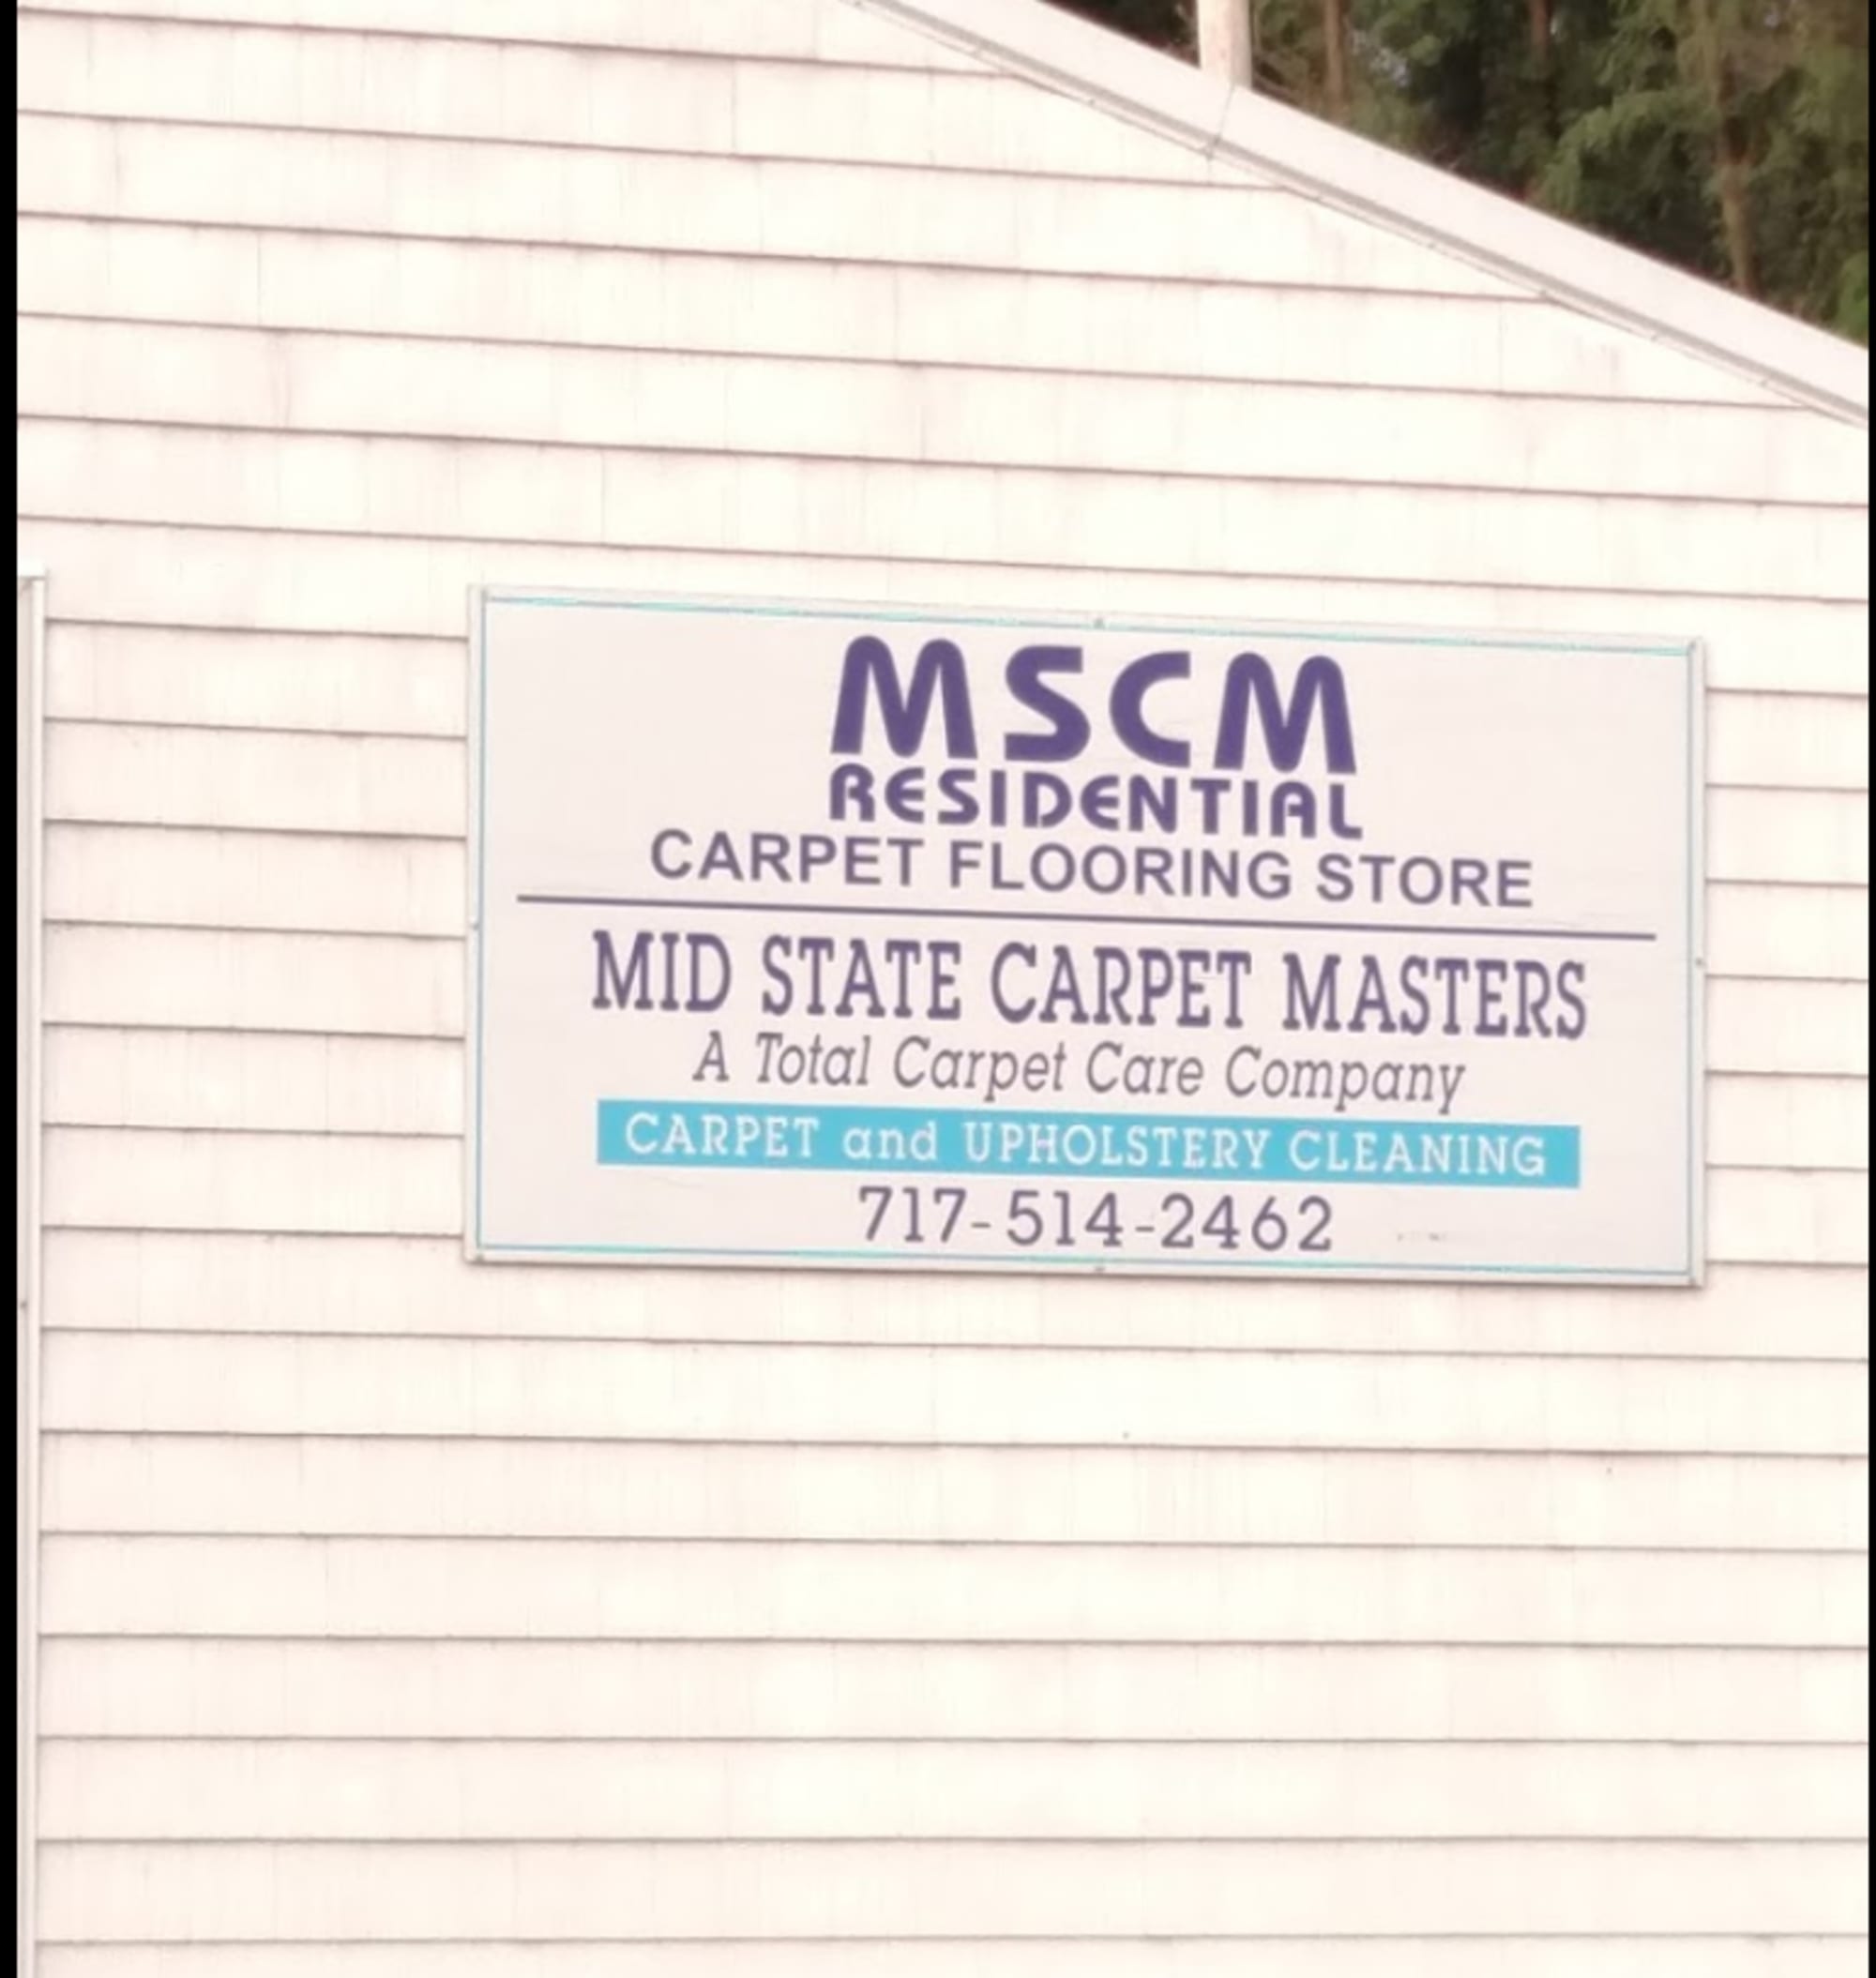 MSCM
RESIDENTIAL
CARPET FLOORING STORE
MID STATE CARPET MASTERS
A Total Carpet Care Company
CARPET and UPHOLSTERY CLEANING
717-514-2462